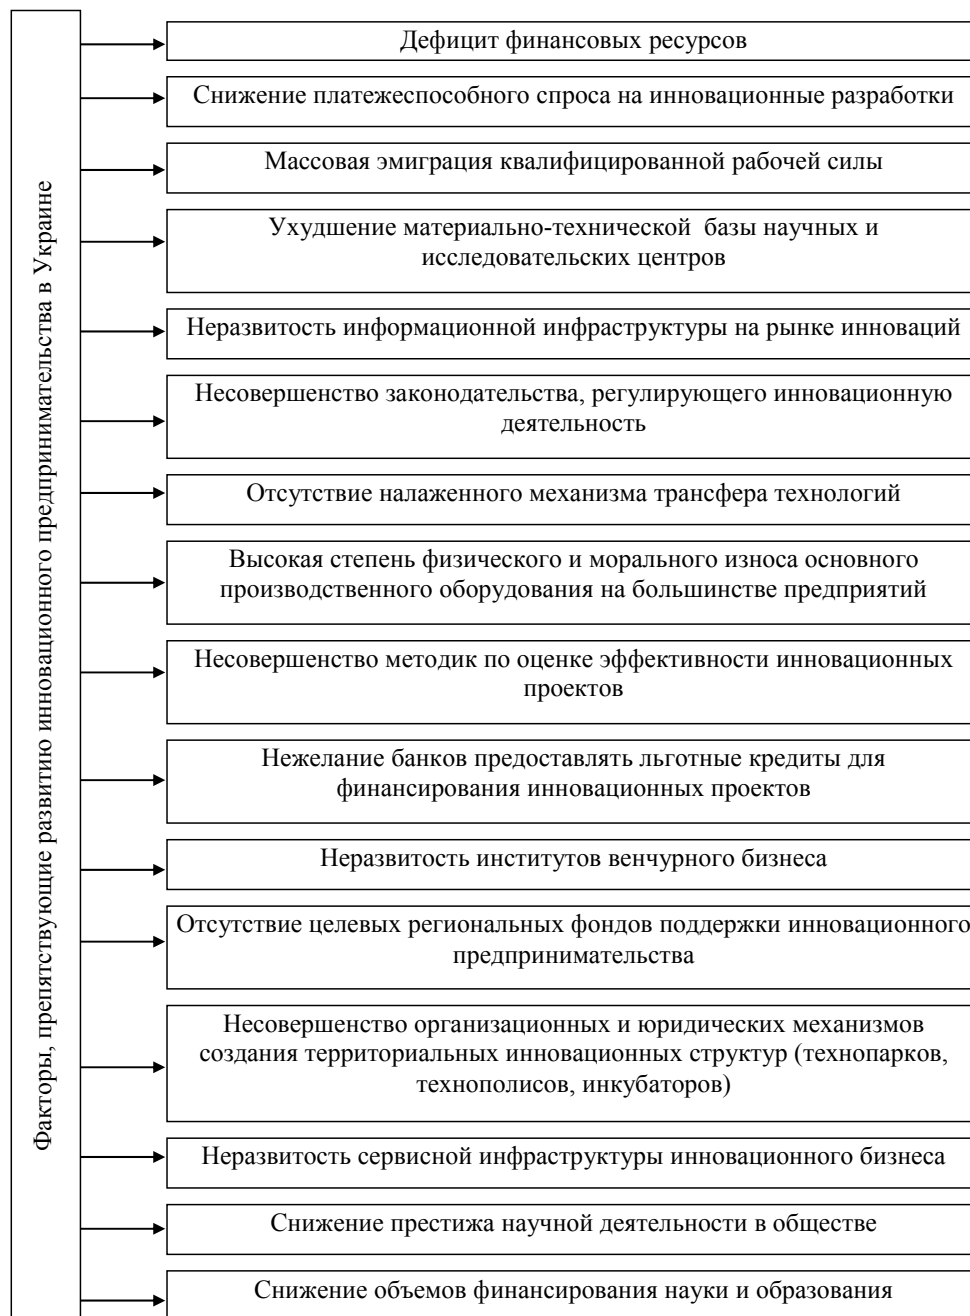 Факторы, препятствующие развитию инновационного предпринимательства в Украине
Дефицит финансовых ресурсов
Снижение платежеспособного спроса на инновационные разработки
Массовая эмиграция квалифицированной рабочей силы
Ухудшение материально-технической базы научных и
исследовательских центров
Неразвитость информационной инфраструктуры на рынке инноваций
Несовершенство законодательства, регулирующего инновационную
деятельность
Отсутствие налаженного механизма трансфера технологий
Высокая степень физического и морального износа основного
производственного оборудования на большинстве предприятий
Несовершенство методик по оценке эффективности инновационных
проектов
Нежелание банков предоставлять льготные кредиты для
финансирования инновационных проектов
Неразвитость институтов венчурного бизнеса
Отсутствие целевых региональных фондов поддержки инновационного
предпринимательства
Несовершенство организационных и юридических механизмов
создания территориальных инновационных структур (технопарков,
технополисов, инкубаторов)
Неразвитость сервисной инфраструктуры инновационного бизнеса
Снижение престижа научной деятельности в обществе
Снижение объемов финансирования науки и образования